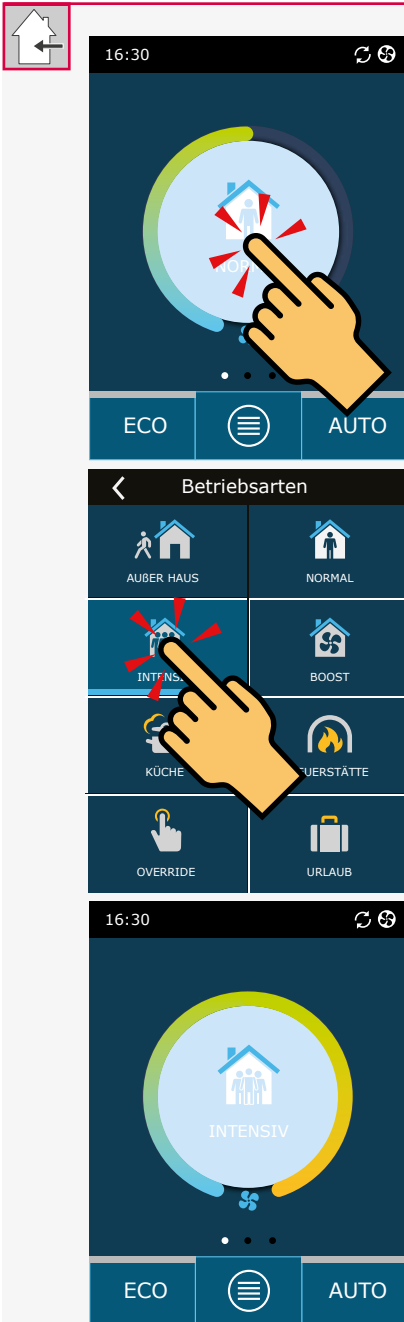 16:30
ECO
AUTO
Betriebsarten
AUßER HAUS
NORMAL
BOOST
KÜCHE
OVERRIDE
URLAUB
16:30
INTENSIV
ECO
AUTO